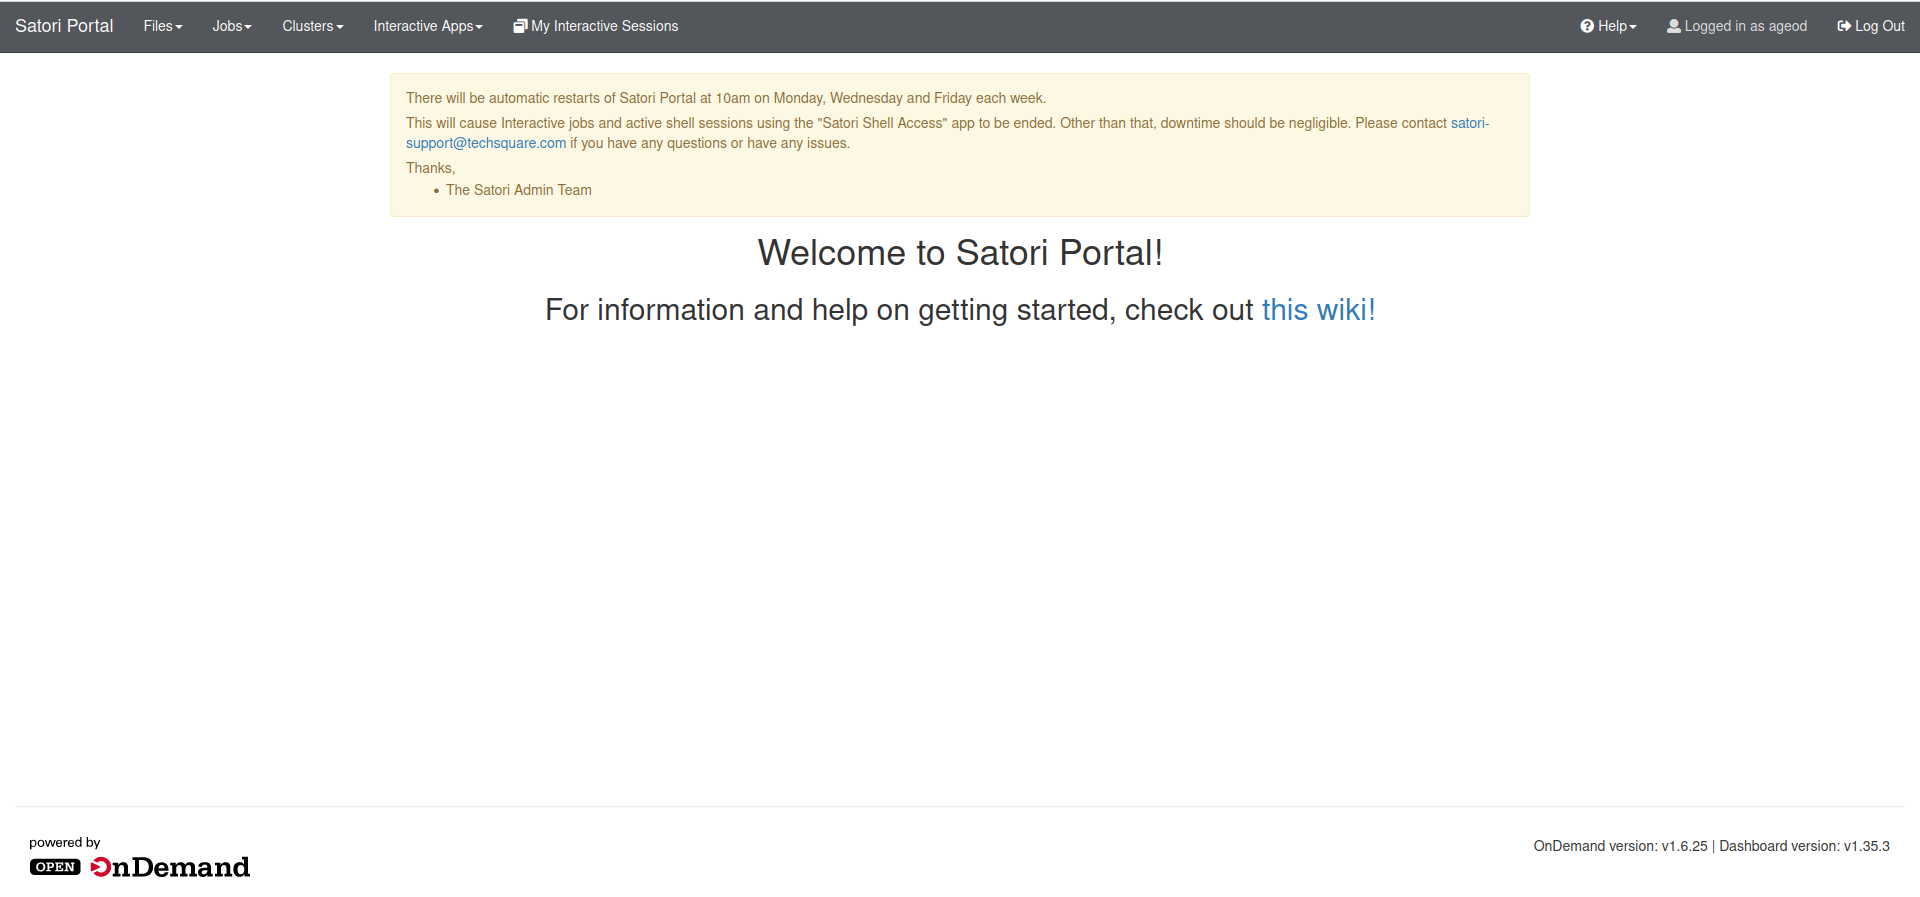 Satori Portal Files Jobs Clusters Interactive Apps My Interactive Sessions Help Logged in as ageod Log Out
There will be automatic restarts of Satori Portal at 10am on Monday, Wednesday and Friday each week.
This will cause Interactive jobs and active shell sessions using the "Satori Shell Access" app to be ended. Other than that, downtime should be negligible. Please contact satori-
support@techsquare.com if you have any questions or have any issues.
Thanks,
• The Satori Admin Team
Welcome to Satori Portal!
For information and help on getting started, check out this wiki!
powered by
OPEN OnDemand
OnDemand version: v1.6.25 | Dashboard version: v1.35.3